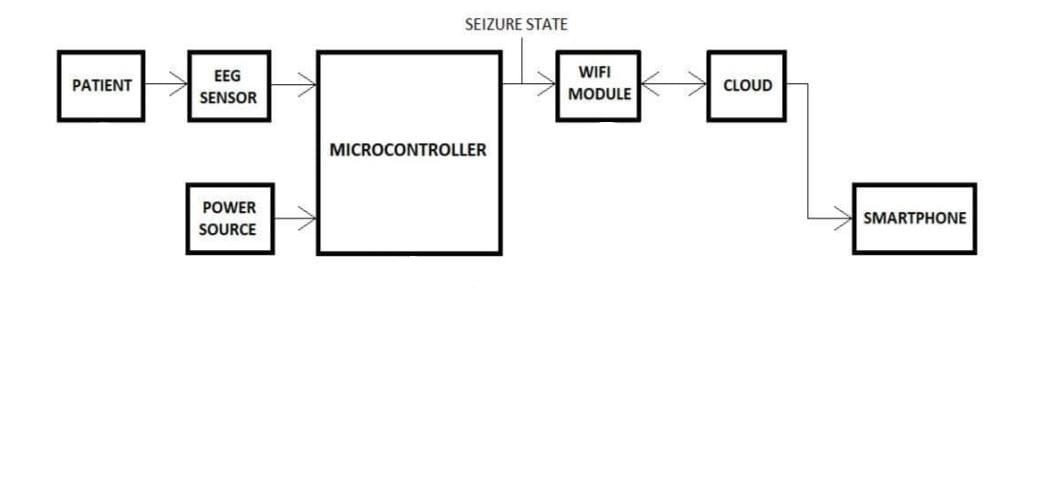 SEIZURE STATE
PATIENT
EEG
SENSOR
MICROCONTROLLER
WIFI
MODULE
CLOUD
POWER
SOURCE
SMARTPHONE